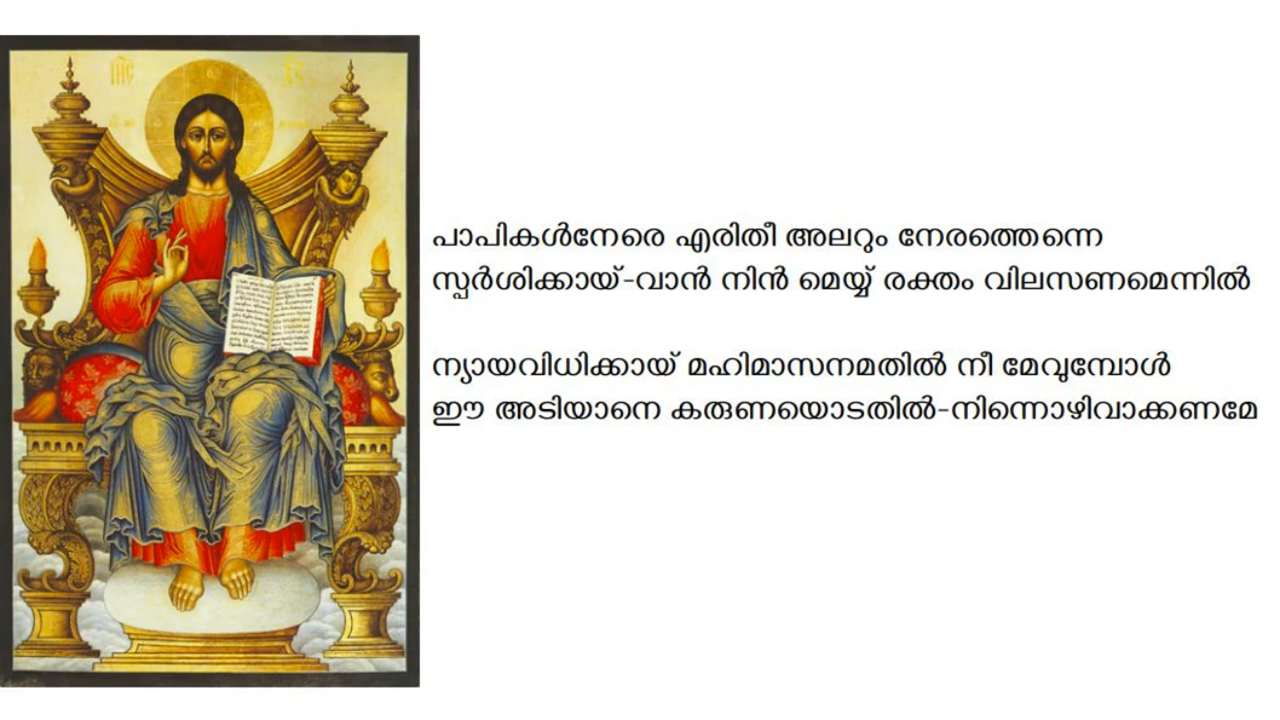 പാപികൾനേരെ എരിതീ അലറും നേരത്തെന്നെ
സ്പർശിക്കായ്-വാൻ നിൻ മെയ്യ് രക്തം വിലസണമെന്നിൽ
ന്യായവിധിക്കായ് മഹിമാസനമതിൽ നീ മേവുമ്പോൾ
ഈ അടിയാനെ കരുണയൊടതിൽ-നിന്നൊഴിവാക്കണമേ